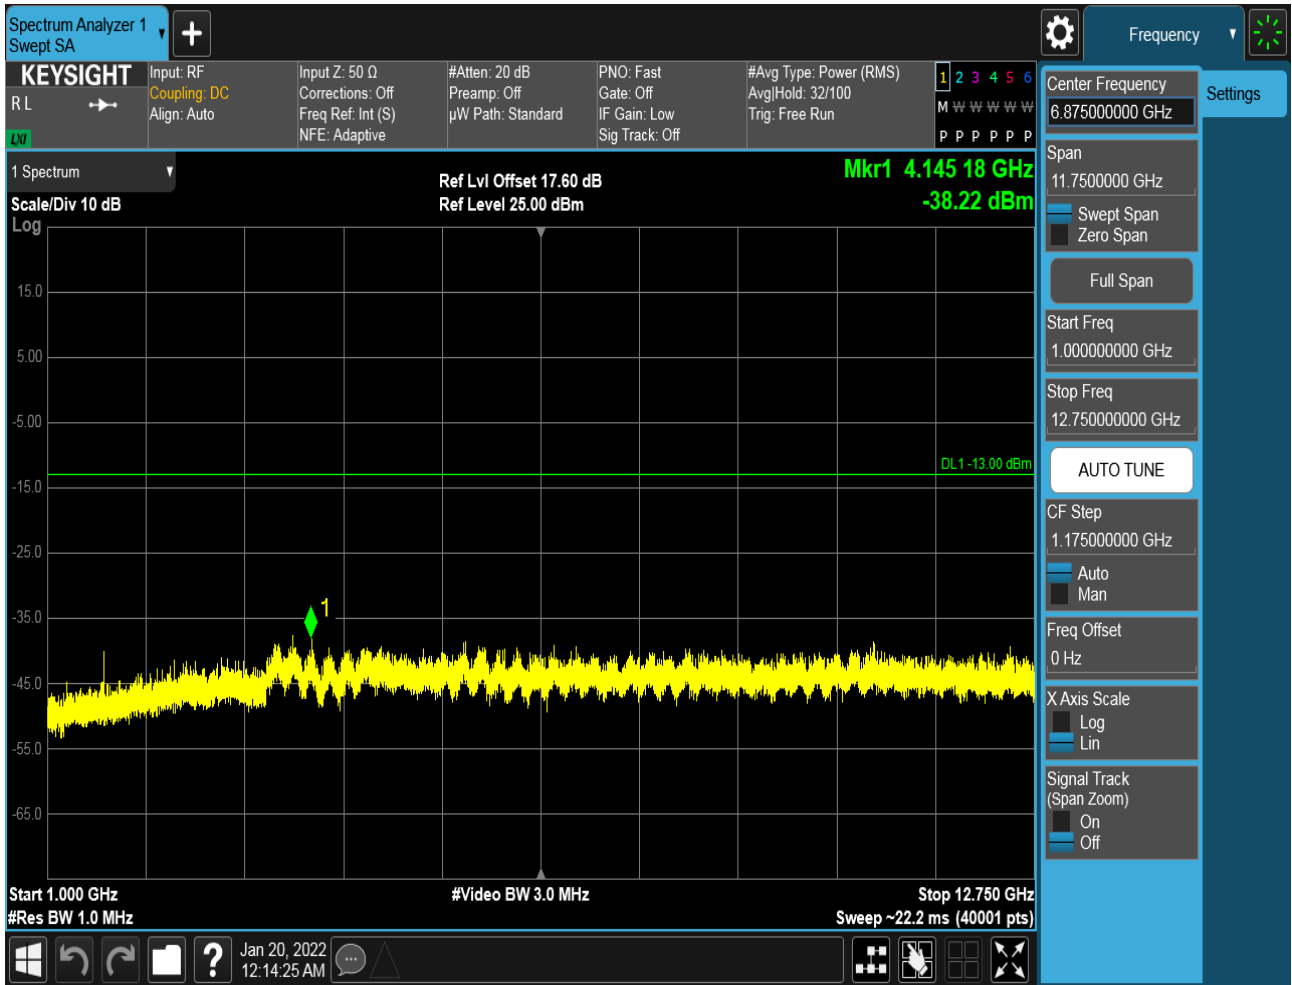 Spectrum Analyzer 1
Swept SA
Frequency
KEYSIGHT
R L
LXI
Input: RF
Coupling: DC
Align: Auto
Input Z: 50 Ω
Corrections: Off
Freq Ref: Int (S)
NFE: Adaptive
#Atten: 20 dB
Preamp: Off
µW Path: Standard
PNO: Fast
Gate: Off
IF Gain: Low
Sig Track: Off
#Avg Type: Power (RMS)
Avg|Hold: 32/100
Trig: Free Run
1 2 3 4 5 6
M W W W W W
P P P P P P
1 Spectrum
Scale/Div 10 dB
Log
Ref Lvl Offset 17.60 dB
Ref Level 25.00 dBm
Mkr1 4.145 18 GHz
-38.22 dBm
15.0
5.00
-5.00
-15.0
-25.0
-35.0
-45.0
-55.0
-65.0
DL1 -13.00 dBm
1
Start 1.000 GHz
#Res BW 1.0 MHz
#Video BW 3.0 MHz
Stop 12.750 GHz
Sweep ~22.2 ms (40001 pts)
Jan 20, 2022
12:14:25 AM
Center Frequency
6.875000000 GHz
Settings
Span
11.7500000 GHz
Swept Span
Zero Span
Full Span
Start Freq
1.000000000 GHz
Stop Freq
12.750000000 GHz
AUTO TUNE
CF Step
1.175000000 GHz
Auto
Man
Freq Offset
0 Hz
X Axis Scale
Log
Lin
Signal Track
(Span Zoom)
On
Off